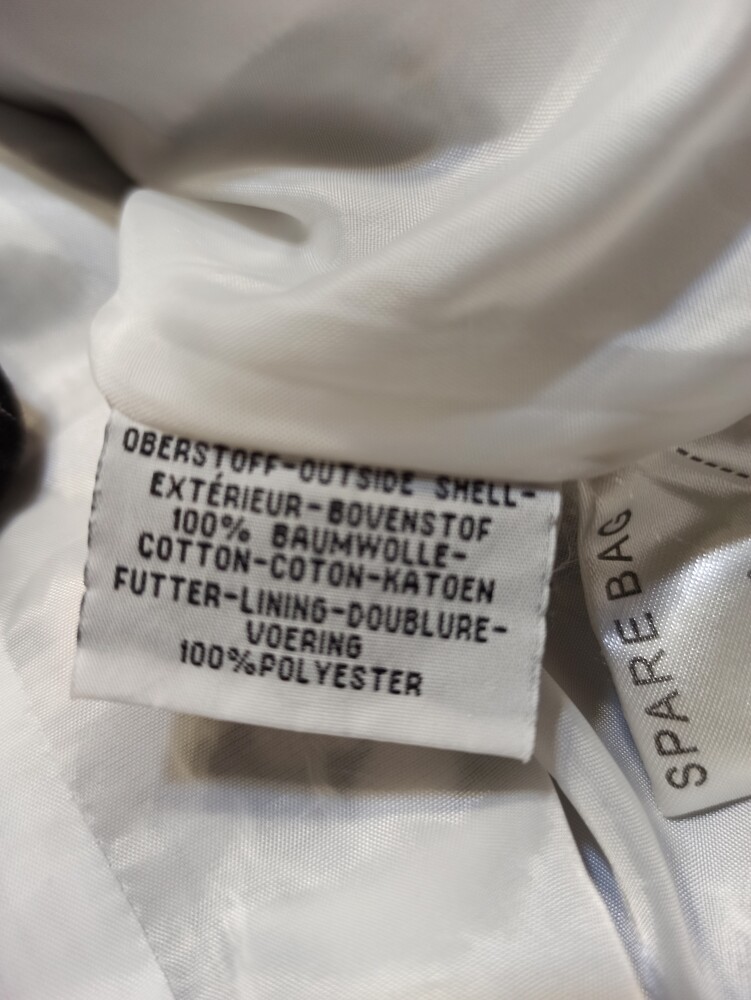 OBERSTOFF-OUTSIDE SHELL-
EXTÉRIEUR-BOVENSTOF
100% BAUMWOLLE-
COTTON-COTON-KATOEN
FUTTER-LINING-DOUBLURE-
VOERING
100%POLYESTER
SPARE BAG